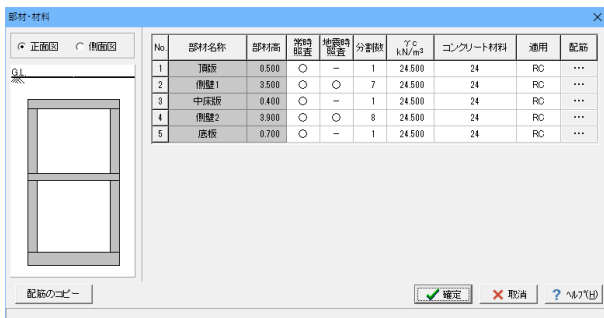 部材・材料
正面図 側面図
G.L.
No. 部材名称 部材高 常時照査 地震時照査 分割数 γc kN/m³ コンクリート材料 適用 配筋
1 頂版 0.500 ○ − 1 24.500 24 RC ...
2 側壁1 3.500 ○ ○ 7 24.500 24 RC ...
3 中床版 0.400 ○ − 1 24.500 24 RC ...
4 側壁2 3.900 ○ ○ 8 24.500 24 RC ...
5 底板 0.700 ○ − 1 24.500 24 RC ...
配筋のコピー 確定 取消 ? ヘルプ(H)